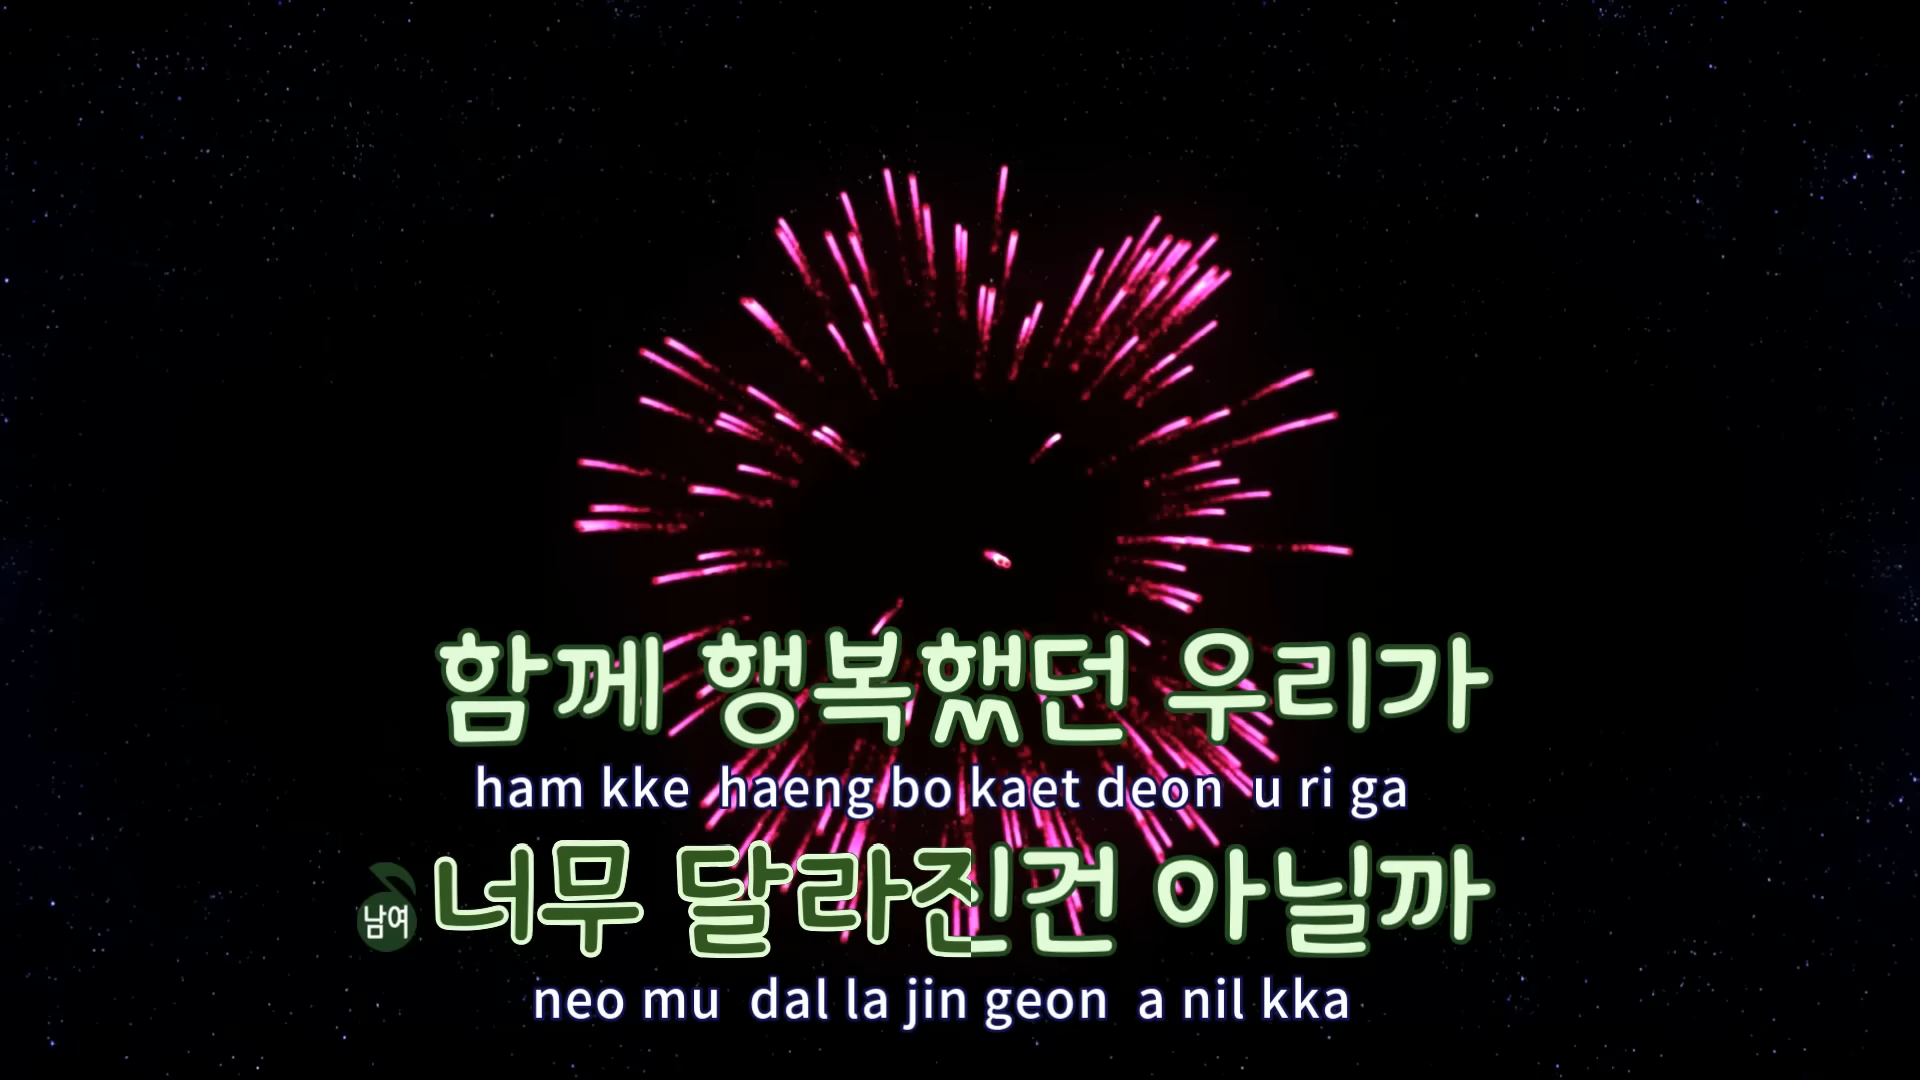 함께 행복했던 우리가
ham kke haeng bo kaet deon u ri ga
남여 너무 달라진건 아닐까
neo mu dal la jin geon a nil kka